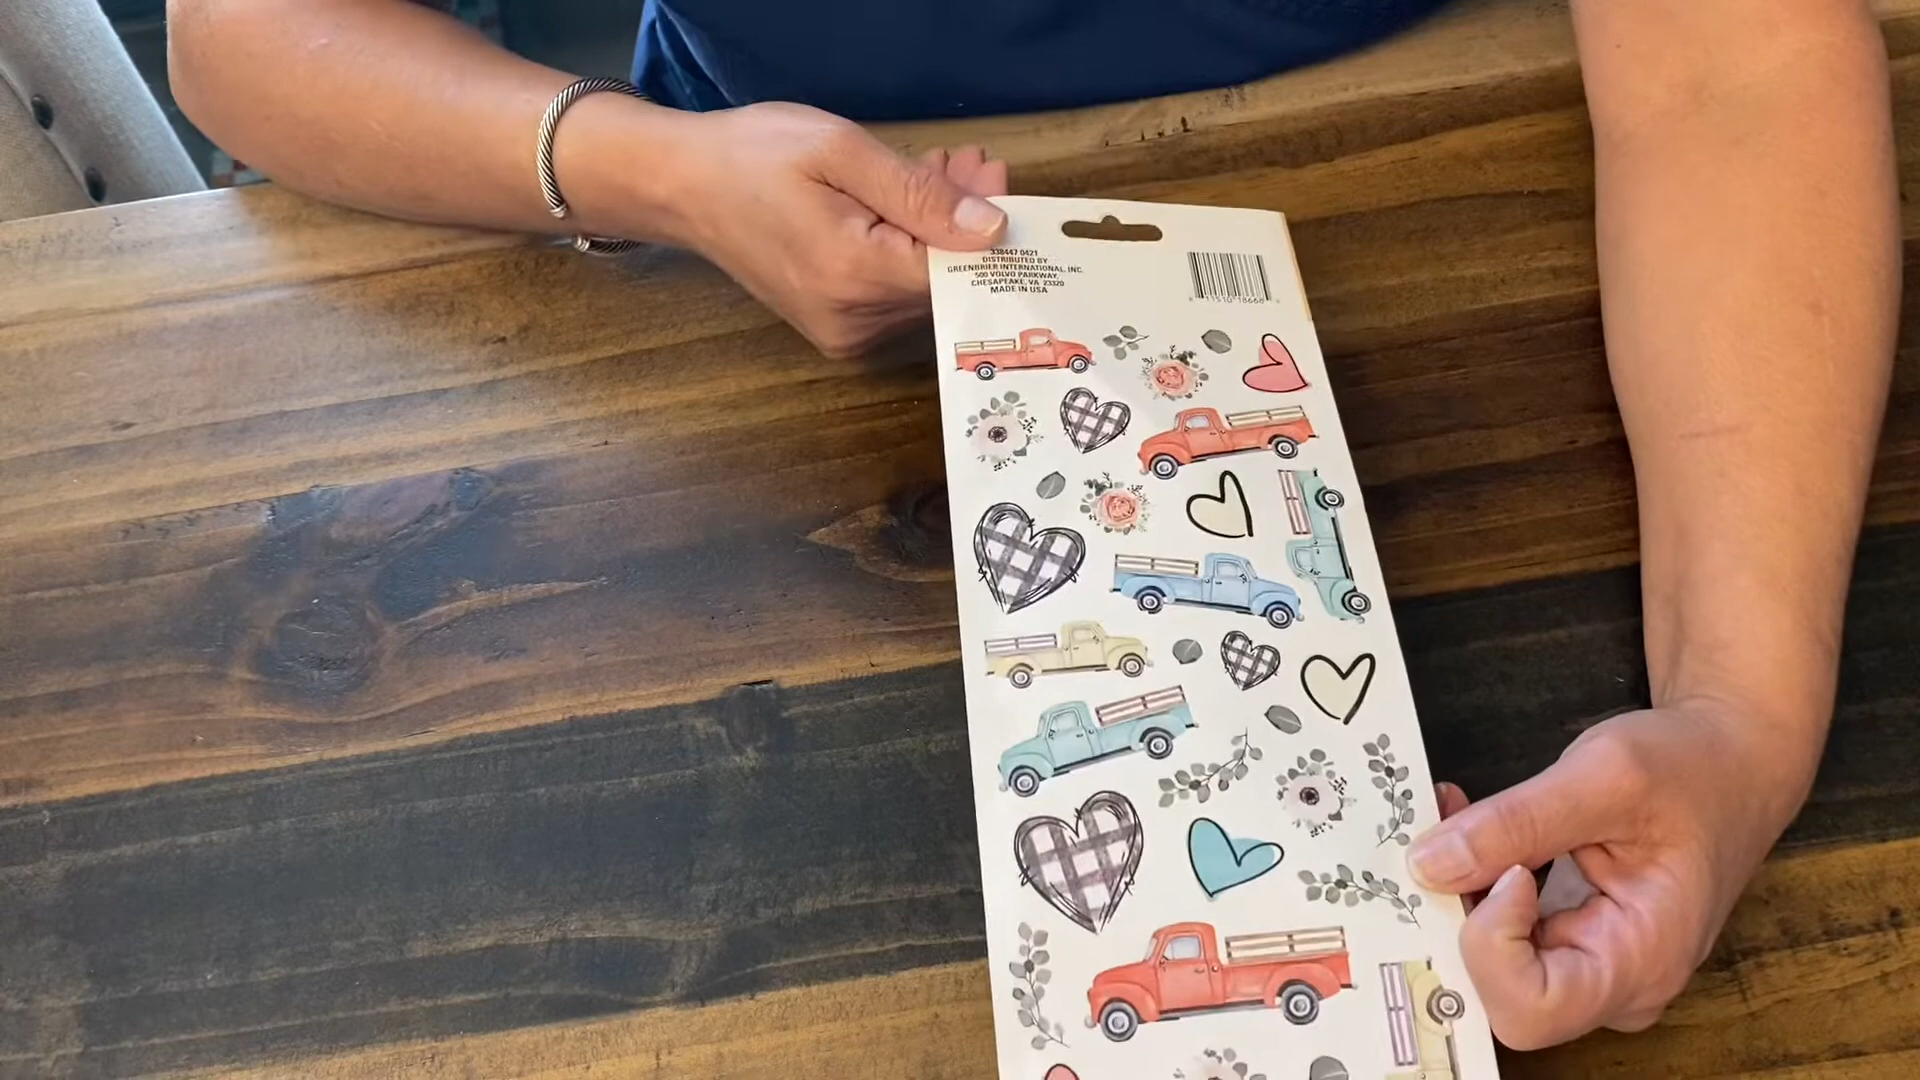 338447 0421
DISTRIBUTED BY
GREENBRIER INTERNATIONAL, INC.
500 VOLVO PARKWAY,
CHESAPEAKE, VA 23320
MADE IN USA